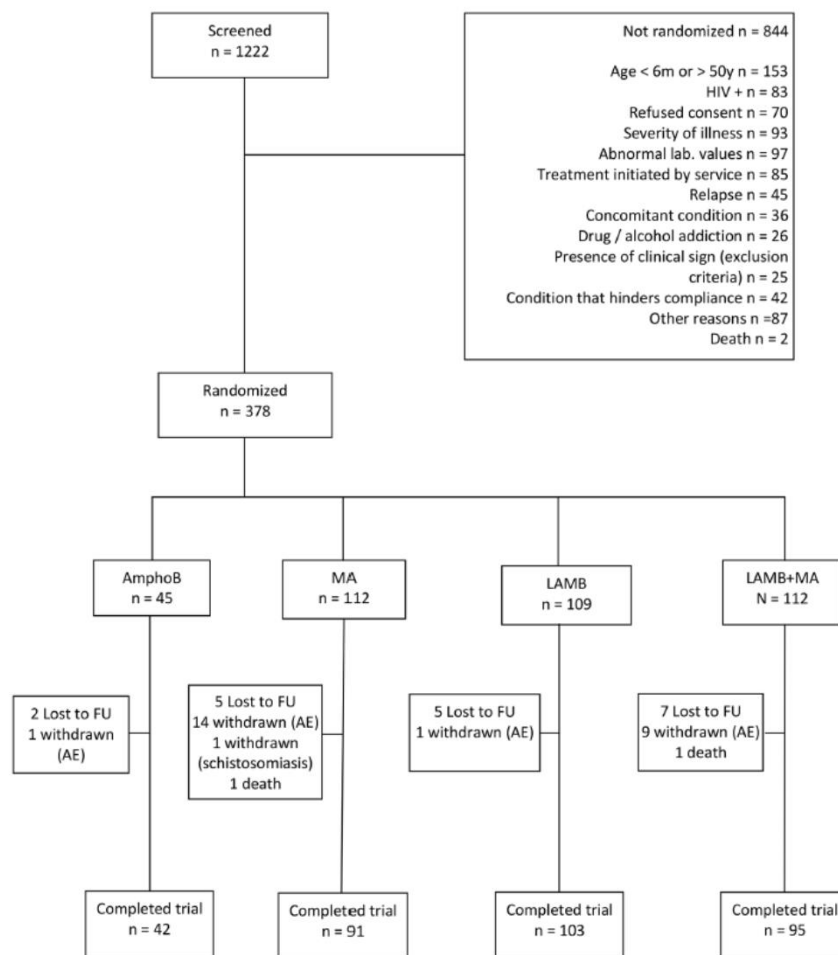 Screened
n = 1222
Not randomized n = 844
Age < 6m or > 50y n = 153
HIV + n = 83
Refused consent n = 70
Severity of illness n = 93
Abnormal lab. values n = 97
Treatment initiated by service n = 85
Relapse n = 45
Concomitant condition n = 36
Drug / alcohol addiction n = 26
Presence of clinical sign (exclusion
criteria) n = 25
Condition that hinders compliance n = 42
Other reasons n =87
Death n = 2
Randomized
n = 378
AmphoB
n = 45
MA
n = 112
LAMB
n = 109
LAMB+MA
N = 112
2 Lost to FU
1 withdrawn
(AE)
5 Lost to FU
14 withdrawn (AE)
1 withdrawn
(schistosomiasis)
1 death
5 Lost to FU
1 withdrawn (AE)
7 Lost to FU
9 withdrawn (AE)
1 death
Completed trial
n = 42
Completed trial
n = 91
Completed trial
n = 103
Completed trial
n = 95